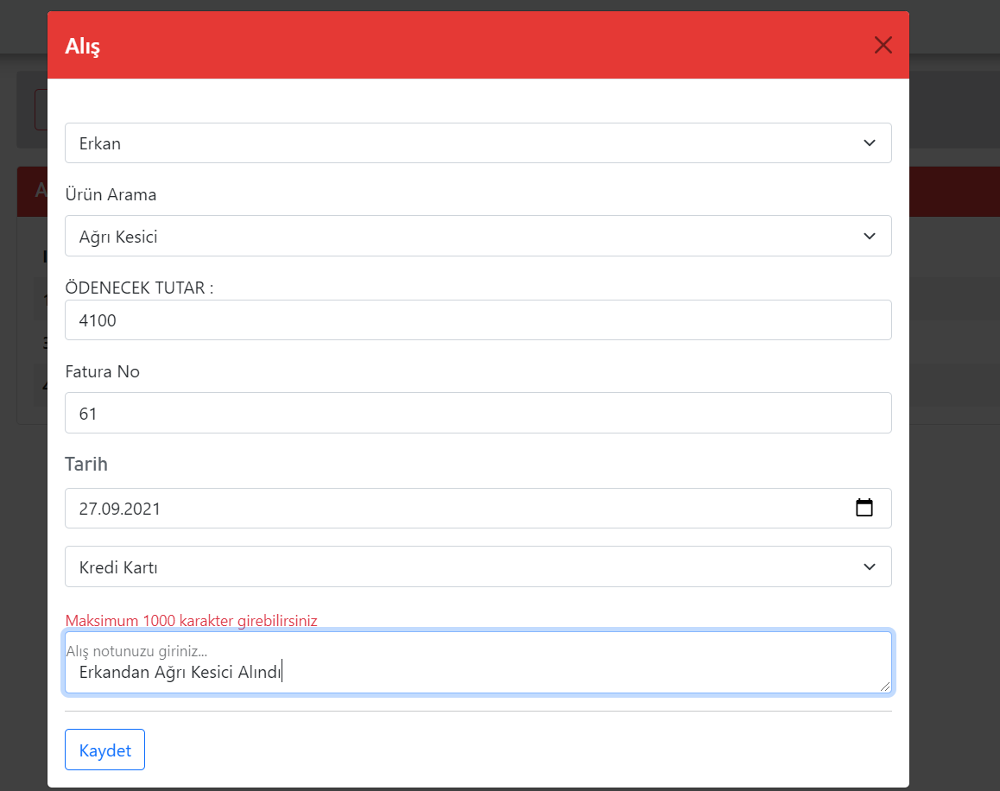 Alış
Erkan
Ürün Arama
Ağrı Kesici
ÖDENECEK TUTAR :
4100
Fatura No
61
Tarih
27.09.2021
Kredi Kartı
Maksimum 1000 karakter girebilirsiniz
Alış notunuzu giriniz...
Erkandan Ağrı Kesici Alındı
Kaydet